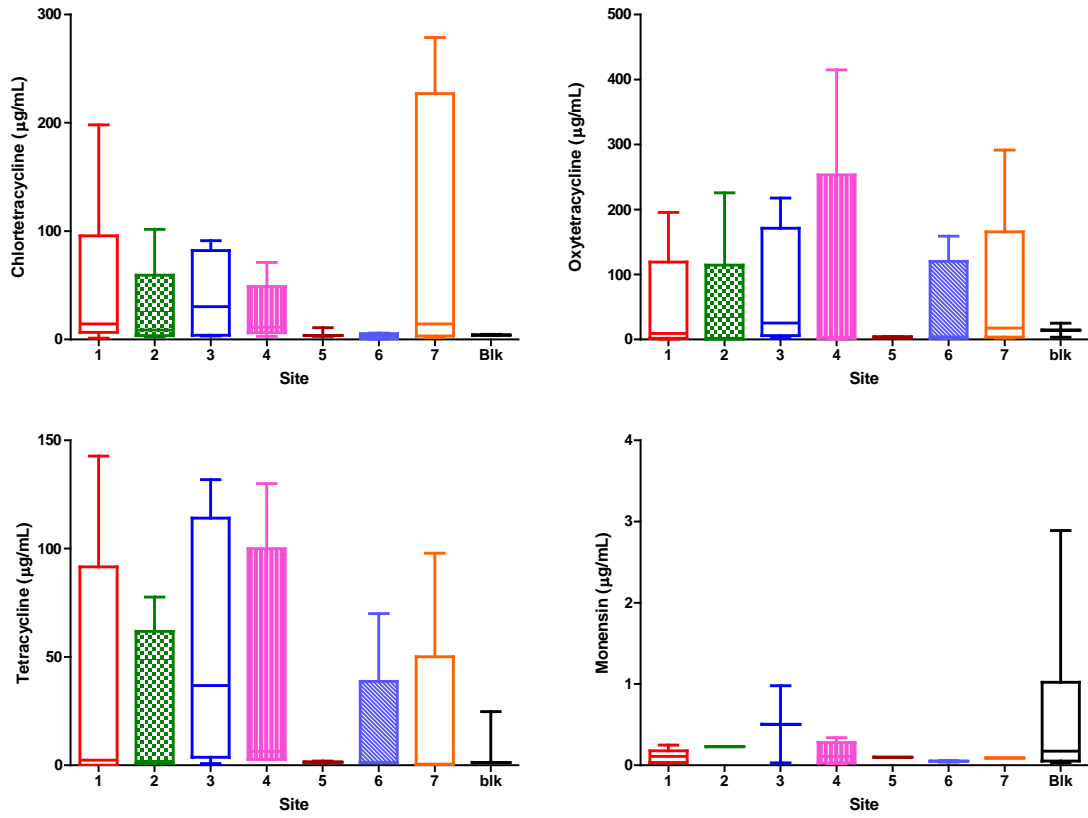 300
200
100
0
Chlortetracycline (µg/mL)
1 2 3 4 5 6 7 Blk
Site
500
400
300
200
100
0
Oxytetracycline (µg/mL)
1 2 3 4 5 6 7 blk
Site
150
100
50
0
Tetracycline (µg/mL)
1 2 3 4 5 6 7 blk
Site
4
3
2
1
0
Monensin (µg/mL)
1 2 3 4 5 6 7 Blk
Site